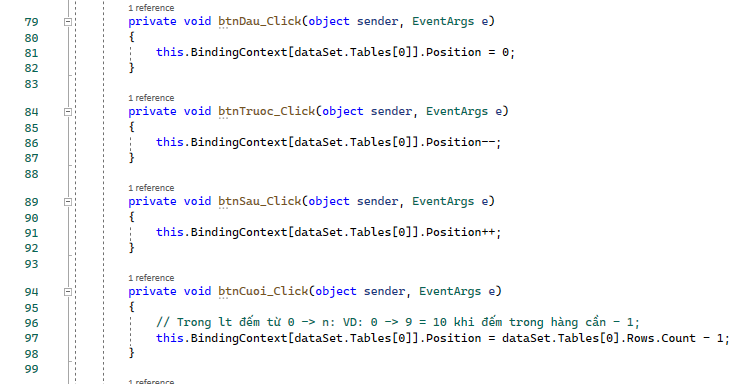 1 reference
79 private void btnDau_Click(object sender, EventArgs e)
80 {
81 this.BindingContext[dataSet.Tables[0]].Position = 0;
82 }
83
1 reference
84 private void btnTruoc_Click(object sender, EventArgs e)
85 {
86 this.BindingContext[dataSet.Tables[0]].Position--;
87 }
88
1 reference
89 private void btnSau_Click(object sender, EventArgs e)
90 {
91 this.BindingContext[dataSet.Tables[0]].Position++;
92 }
93
1 reference
94 private void btnCuoi_Click(object sender, EventArgs e)
95 {
96 // Trong lt đếm từ 0 -> n: VD: 0 -> 9 = 10 khi đếm trong hàng cần - 1;
97 this.BindingContext[dataSet.Tables[0]].Position = dataSet.Tables[0].Rows.Count - 1;
98 }
99
1 reference